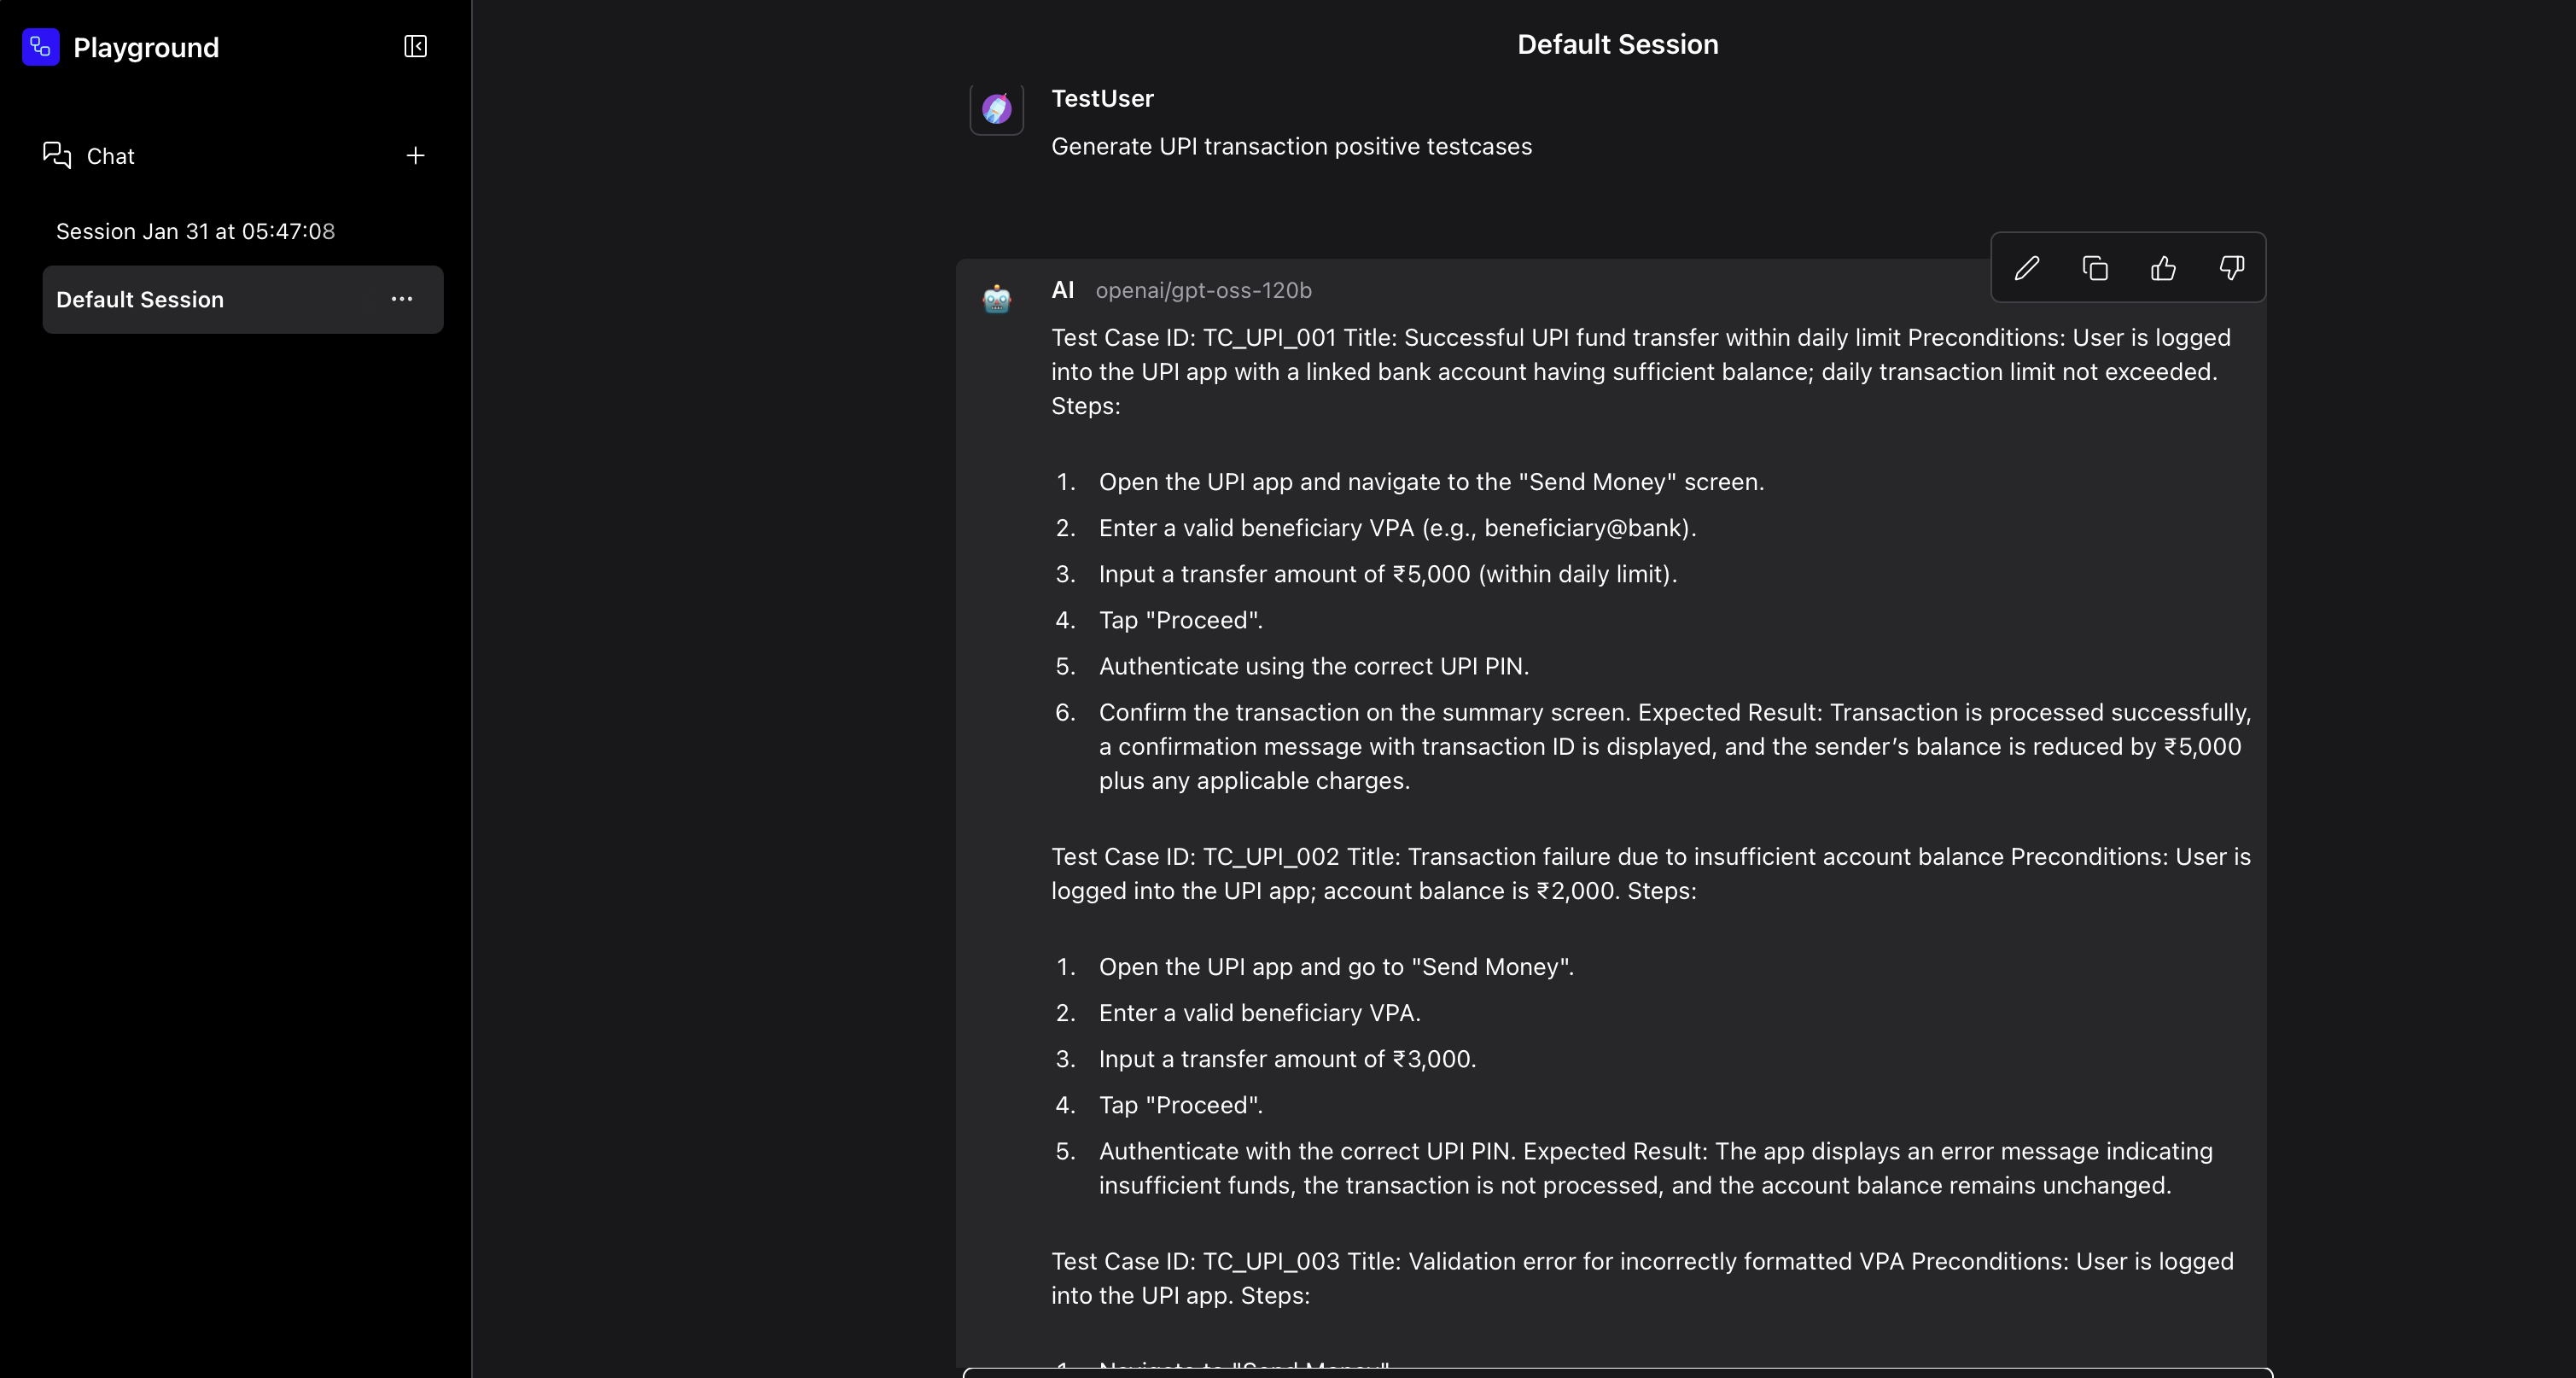 Playground
Chat
Session Jan 31 at 05:47:08
Default Session
Default Session
TestUser
Generate UPI transaction positive testcases
AI openai/gpt-oss-120b
Test Case ID: TC_UPI_001 Title: Successful UPI fund transfer within daily limit Preconditions: User is logged
into the UPI app with a linked bank account having sufficient balance; daily transaction limit not exceeded.
Steps:
1. Open the UPI app and navigate to the "Send Money" screen.
2. Enter a valid beneficiary VPA (e.g., beneficiary@bank).
3. Input a transfer amount of ₹5,000 (within daily limit).
4. Tap "Proceed".
5. Authenticate using the correct UPI PIN.
6. Confirm the transaction on the summary screen. Expected Result: Transaction is processed successfully,
a confirmation message with transaction ID is displayed, and the sender’s balance is reduced by ₹5,000
plus any applicable charges.
Test Case ID: TC_UPI_002 Title: Transaction failure due to insufficient account balance Preconditions: User is
logged into the UPI app; account balance is ₹2,000. Steps:
1. Open the UPI app and go to "Send Money".
2. Enter a valid beneficiary VPA.
3. Input a transfer amount of ₹3,000.
4. Tap "Proceed".
5. Authenticate with the correct UPI PIN. Expected Result: The app displays an error message indicating
insufficient funds, the transaction is not processed, and the account balance remains unchanged.
Test Case ID: TC_UPI_003 Title: Validation error for incorrectly formatted VPA Preconditions: User is logged
into the UPI app. Steps:
1. Navigate to "Send Money"